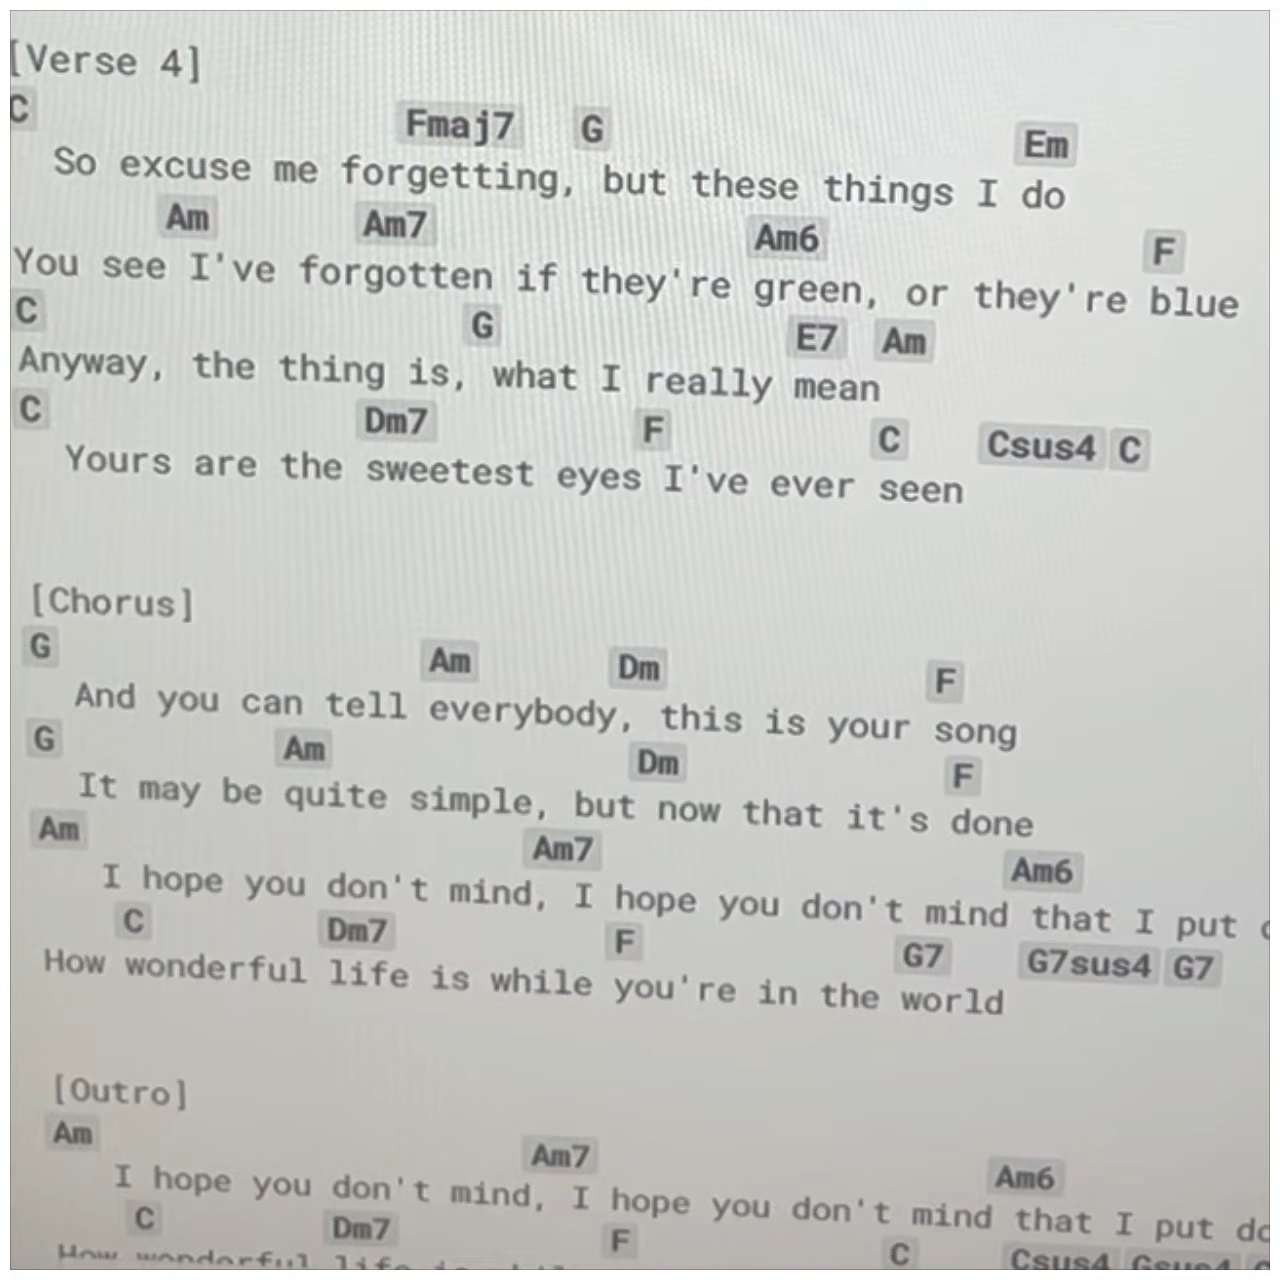 [Verse 4]
C Fmaj7 G Em
So excuse me forgetting, but these things I do
Am Am7 Am6 F
You see I've forgotten if they're green, or they're blue
C G E7 Am
Anyway, the thing is, what I really mean
C Dm7 F C Csus4 C
Yours are the sweetest eyes I've ever seen
[Chorus]
G Am Dm F
And you can tell everybody, this is your song
G Am Dm F
It may be quite simple, but now that it's done
Am Am7 Am6
I hope you don't mind, I hope you don't mind that I put
C Dm7 F G7 G7sus4 G7
How wonderful life is while you're in the world
[Outro]
Am Am7 Am6
I hope you don't mind, I hope you don't mind that I put
C Dm7 F C Csus4 Gsus4
How wonderful life is